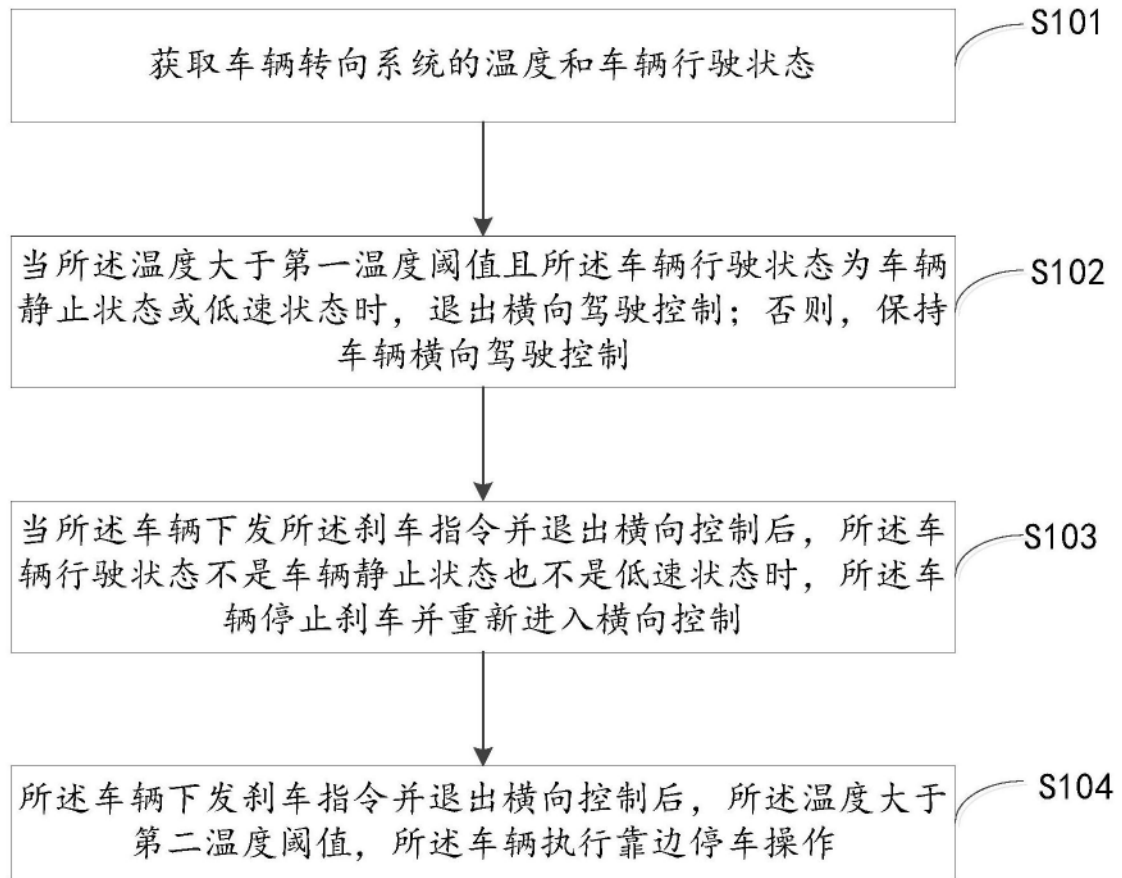 获取车辆转向系统的温度和车辆行驶状态
S101
当所述温度大于第一温度阈值且所述车辆行驶状态为车辆
静止状态或低速状态时，退出横向驾驶控制；否则，保持
车辆横向驾驶控制
S102
当所述车辆下发所述刹车指令并退出横向控制后，所述车
辆行驶状态不是车辆静止状态也不是低速状态时，所述车
辆停止刹车并重新进入横向控制
S103
所述车辆下发刹车指令并退出横向控制后，所述温度大于
第二温度阈值，所述车辆执行靠边停车操作
S104